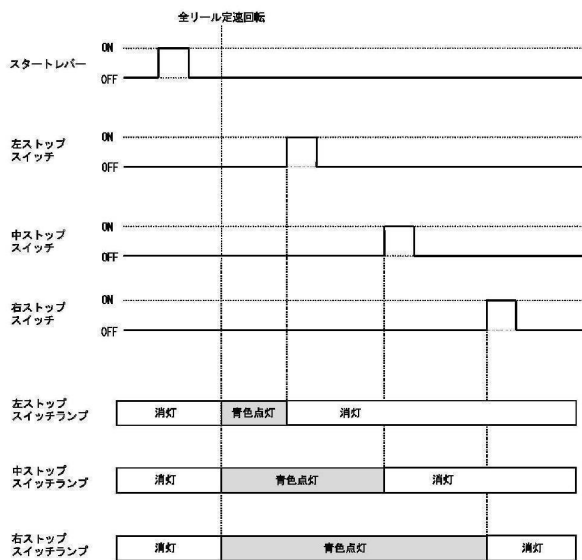 全リール定速回転
ON
スタートレバー
OFF
ON
左ストップ
スイッチ
OFF
ON
中ストップ
スイッチ
OFF
ON
右ストップ
スイッチ
OFF
左ストップ
スイッチランプ
消灯
青色点灯
消灯
中ストップ
スイッチランプ
消灯
青色点灯
消灯
右ストップ
スイッチランプ
消灯
青色点灯
消灯